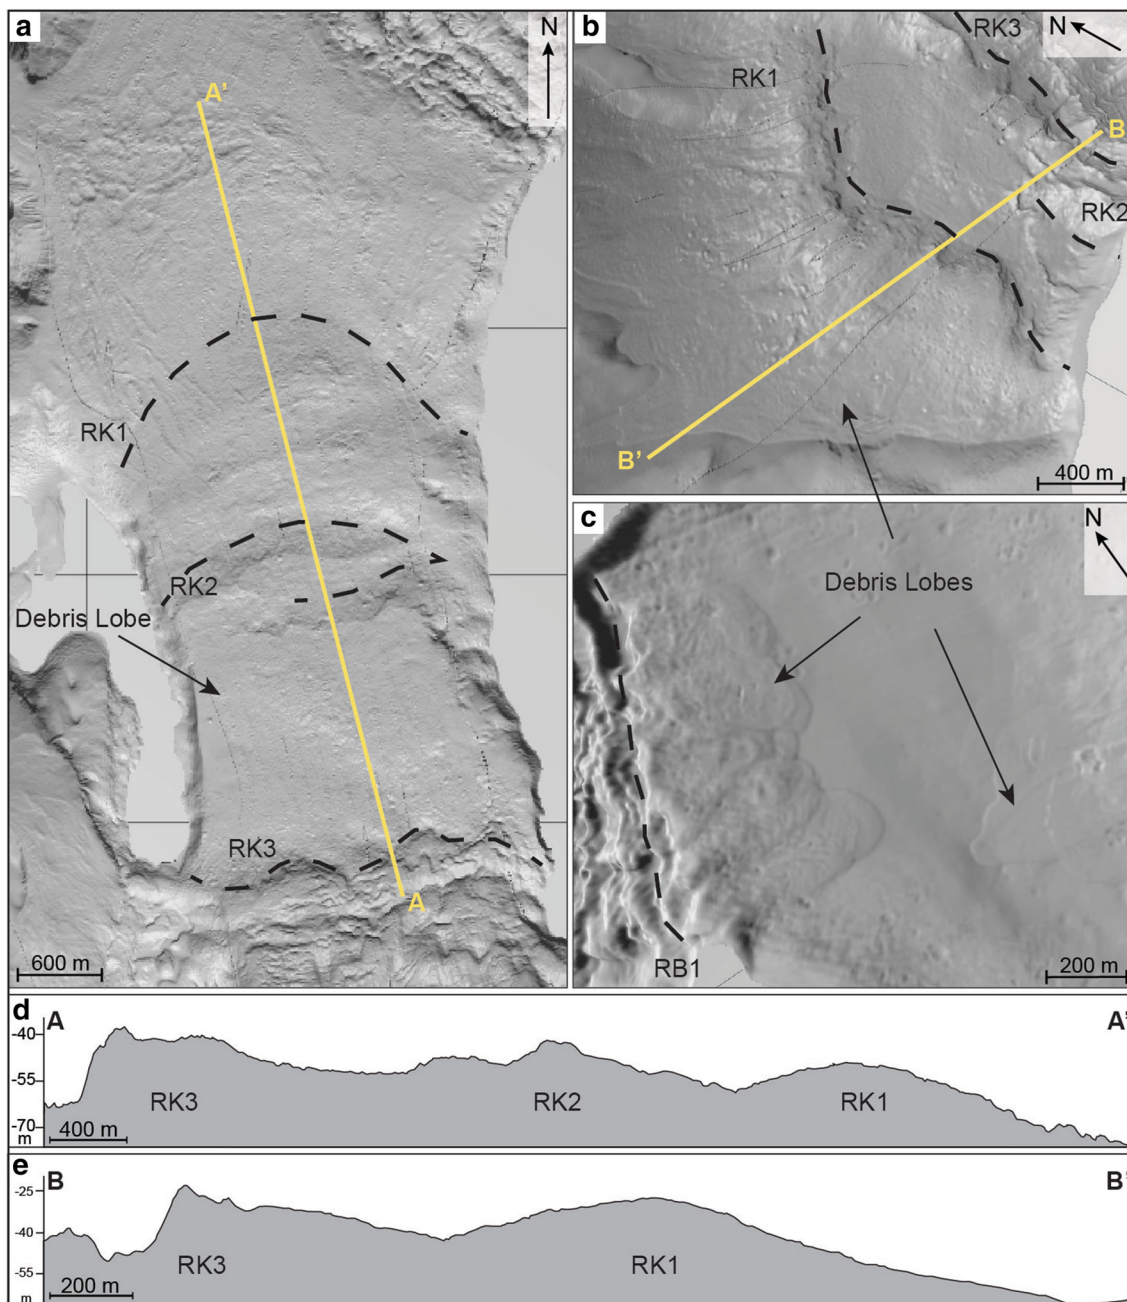 a
N
A'
RK1
RK2
Debris Lobe
RK3
A
600 m
b
RK3
N
RK1
B
RK2
B'
400 m
c
N
Debris Lobes
RB1
200 m
d
A
A'
-40
-55
-70
m
RK3
RK2
RK1
400 m
e
B
B'
-25
-40
-55
m
RK3
RK1
200 m